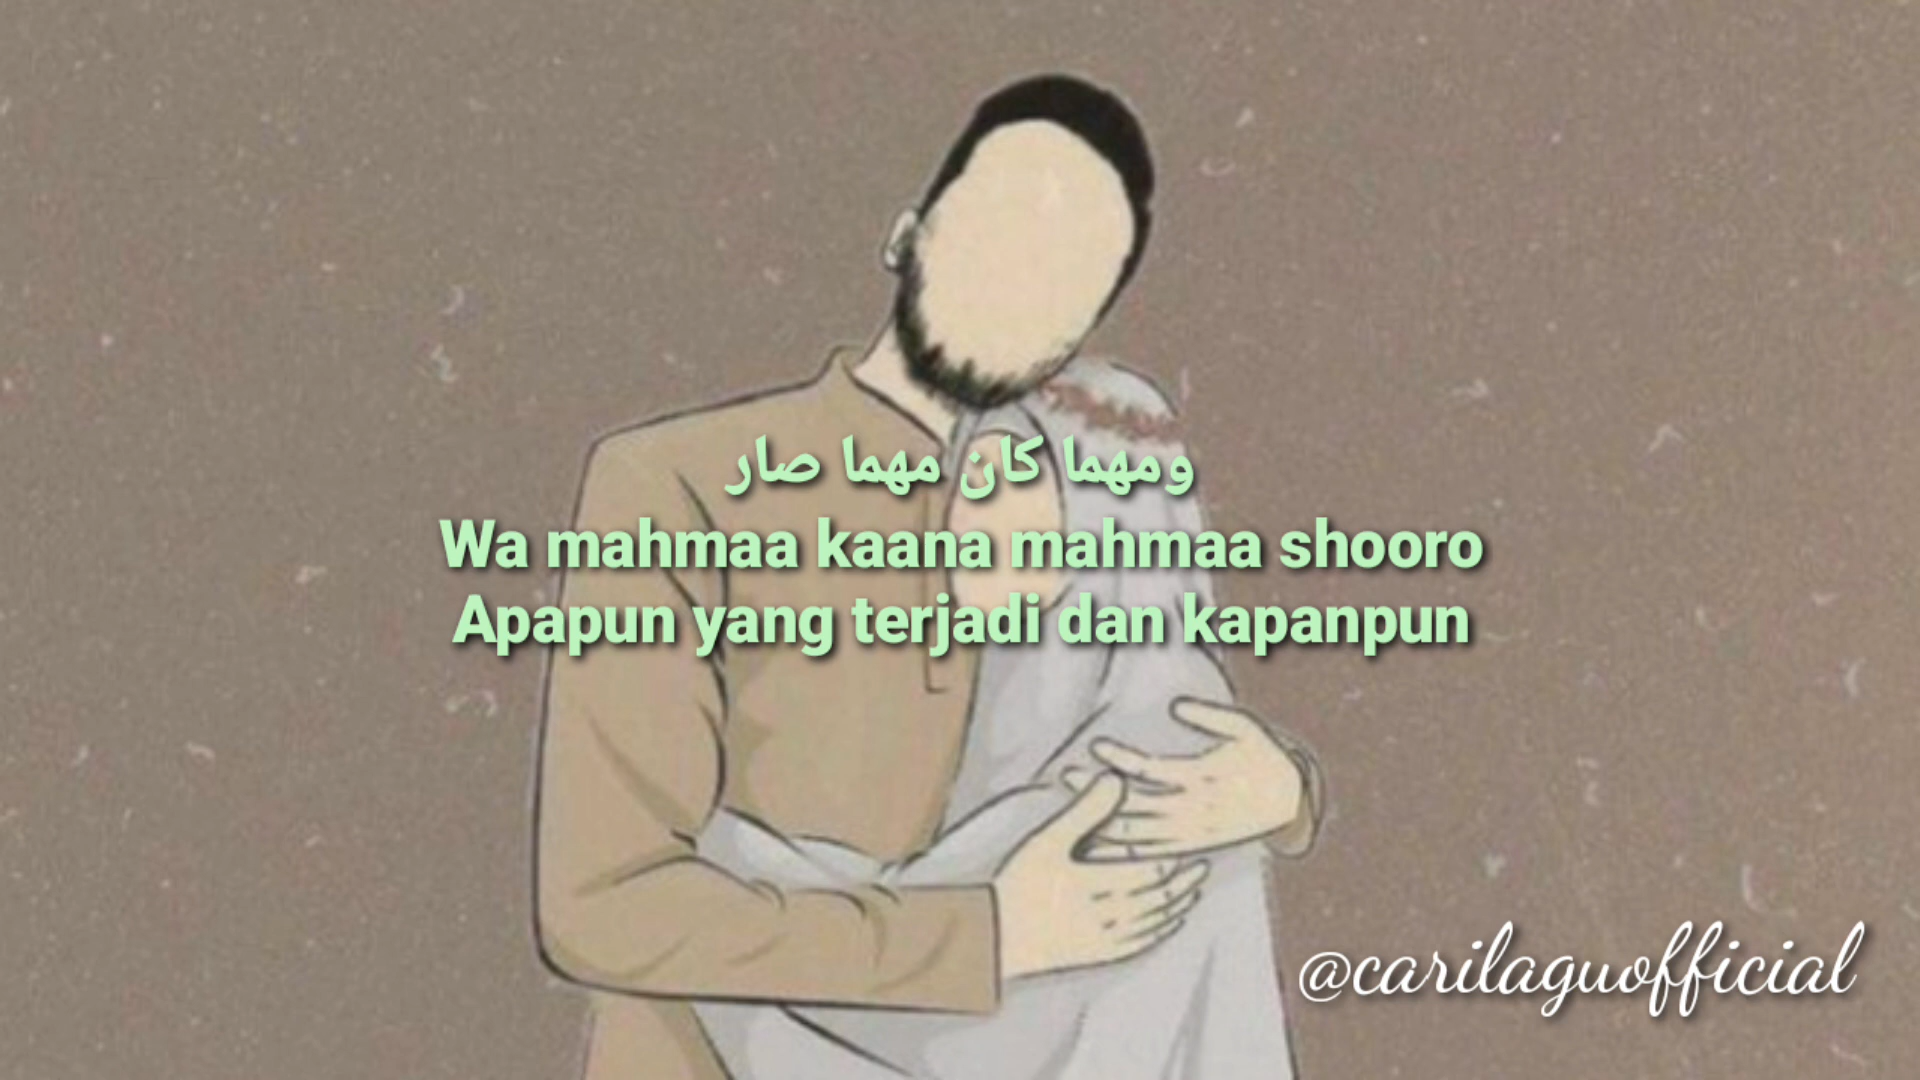 ومهما كان مهما صار
Wa mahmaa kaana mahmaa shooro
Apapun yang terjadi dan kapanpun
@carilaguofficial